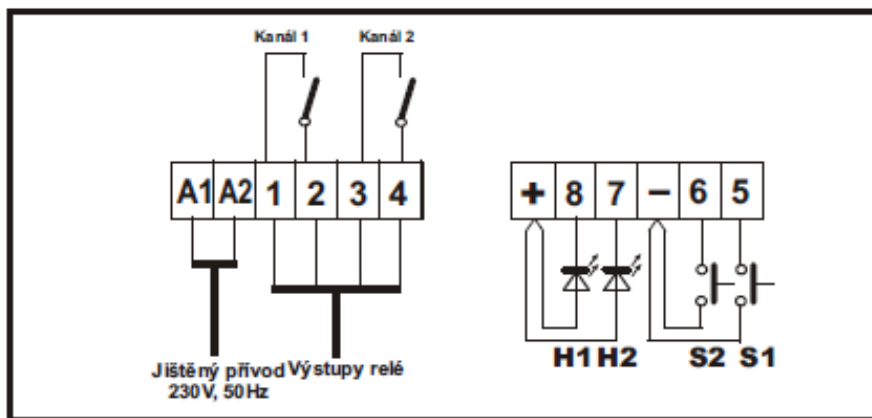 Kanál 1 Kanál 2
A1 A2 1 2 3 4
+ 8 7 - 6 5
H1 H2 S2 S1
Jištěný přívod Výstupy relé
230V, 50Hz